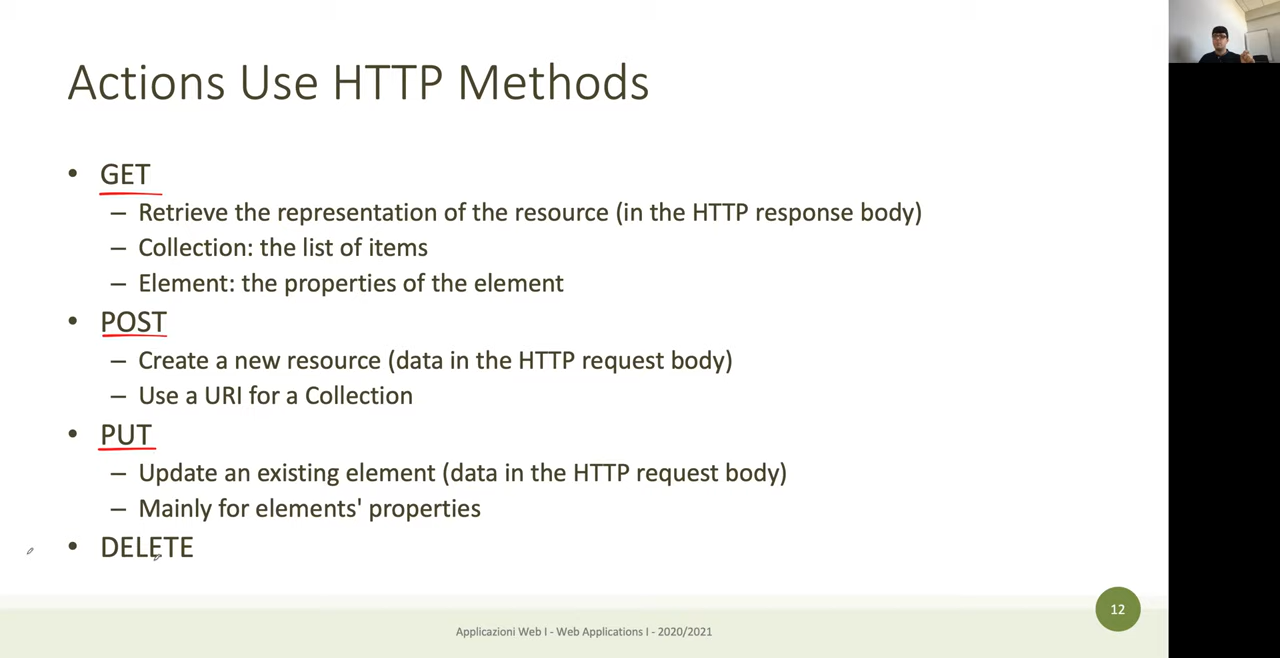 Actions Use HTTP Methods
• GET
– Retrieve the representation of the resource (in the HTTP response body)
– Collection: the list of items
– Element: the properties of the element
• POST
– Create a new resource (data in the HTTP request body)
– Use a URI for a Collection
• PUT
– Update an existing element (data in the HTTP request body)
– Mainly for elements' properties
• DELETE
12
Applicazioni Web I - Web Applications I - 2020/2021